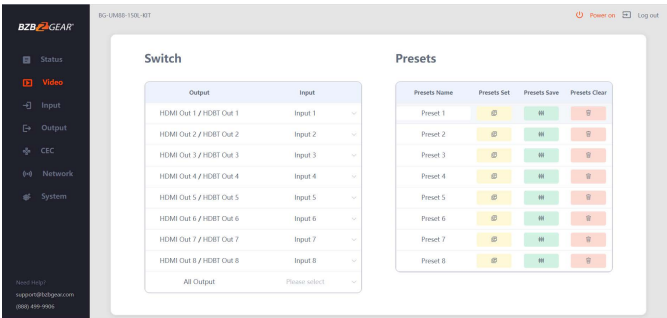 BG-UM88-150L-KIT
Power on
Log out
BZBGEAR
Status
Video
Input
Output
CEC
Network
System
Need Help?
support@bzbgear.com
(888) 499-9906
Switch
Output Input
HDMI Out 1 / HDBT Out 1 Input 1
HDMI Out 2 / HDBT Out 2 Input 2
HDMI Out 3 / HDBT Out 3 Input 3
HDMI Out 4 / HDBT Out 4 Input 4
HDMI Out 5 / HDBT Out 5 Input 5
HDMI Out 6 / HDBT Out 6 Input 6
HDMI Out 7 / HDBT Out 7 Input 7
HDMI Out 8 / HDBT Out 8 Input 8
All Output Please select
Presets
Presets Name Presets Set Presets Save Presets Clear
Preset 1
Preset 2
Preset 3
Preset 4
Preset 5
Preset 6
Preset 7
Preset 8